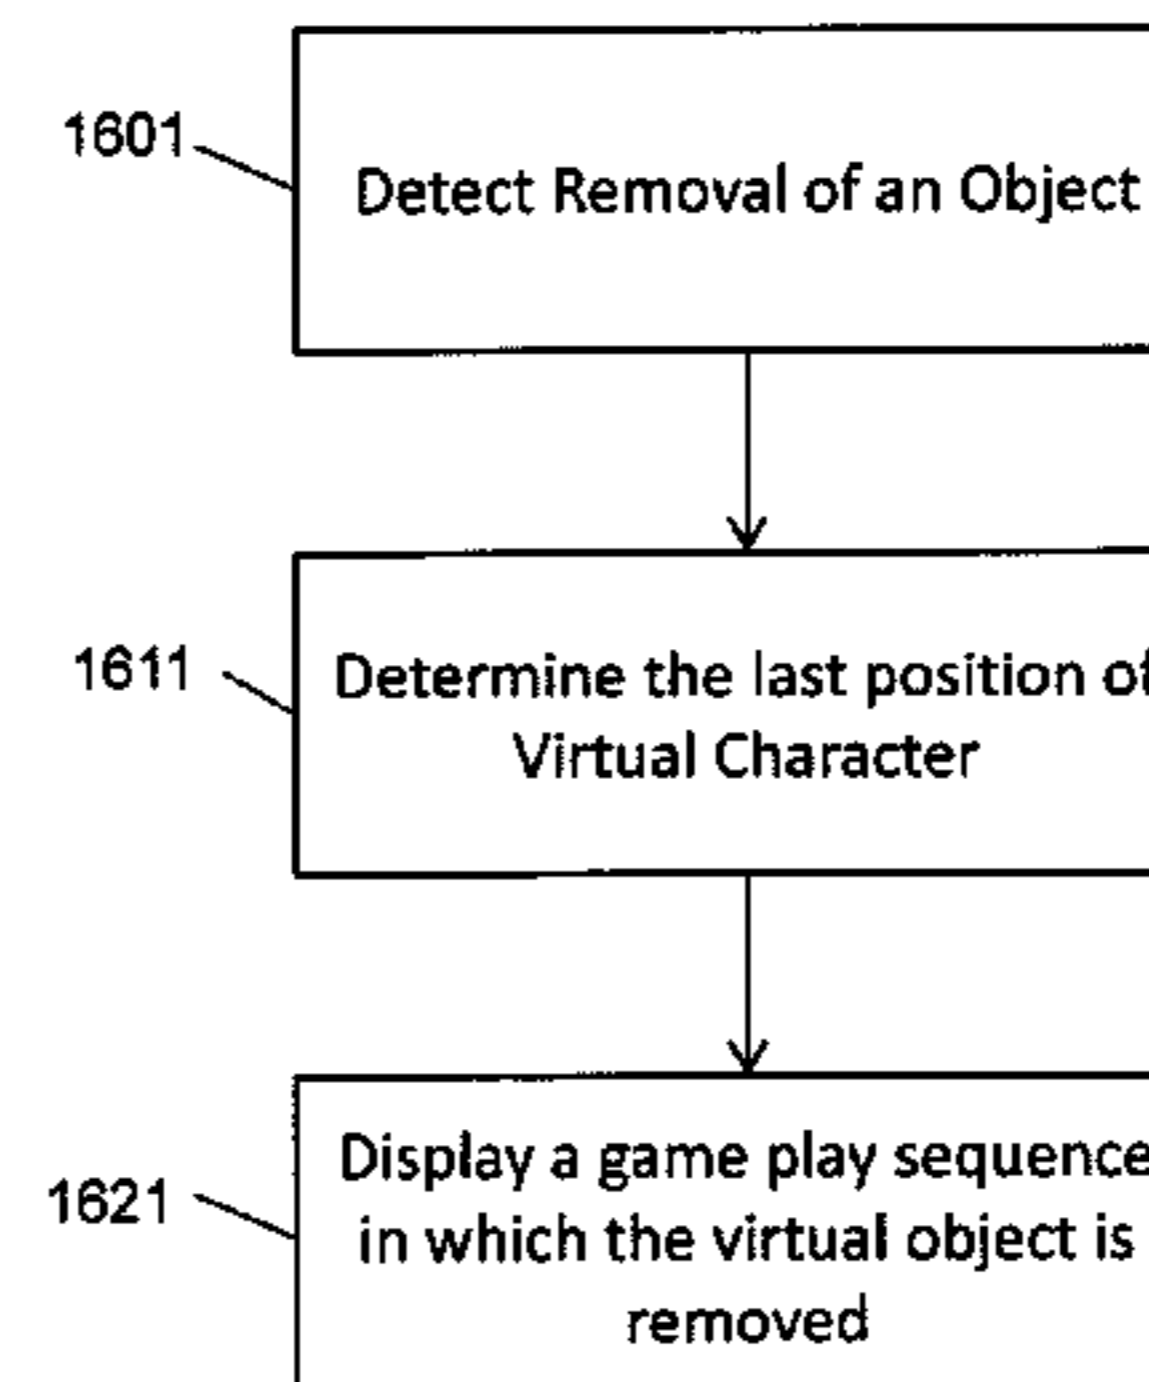 1601
Detect Removal of an Object
1611
Determine the last position of
Virtual Character
1621
Display a game play sequence
in which the virtual object is
removed